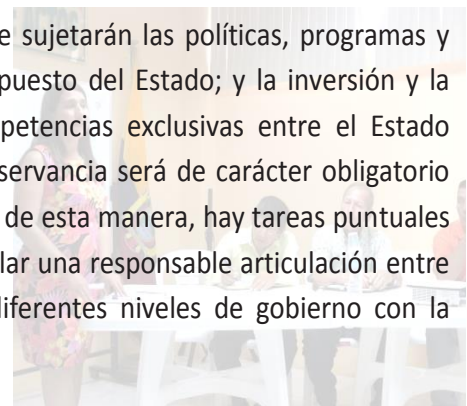 e sujetarán las políticas, programas y
puesto del Estado; y la inversión y la
petencias exclusivas entre el Estado
servancia será de carácter obligatorio
de esta manera, hay tareas puntuales
lar una responsable articulación entre
diferentes niveles de gobierno con la